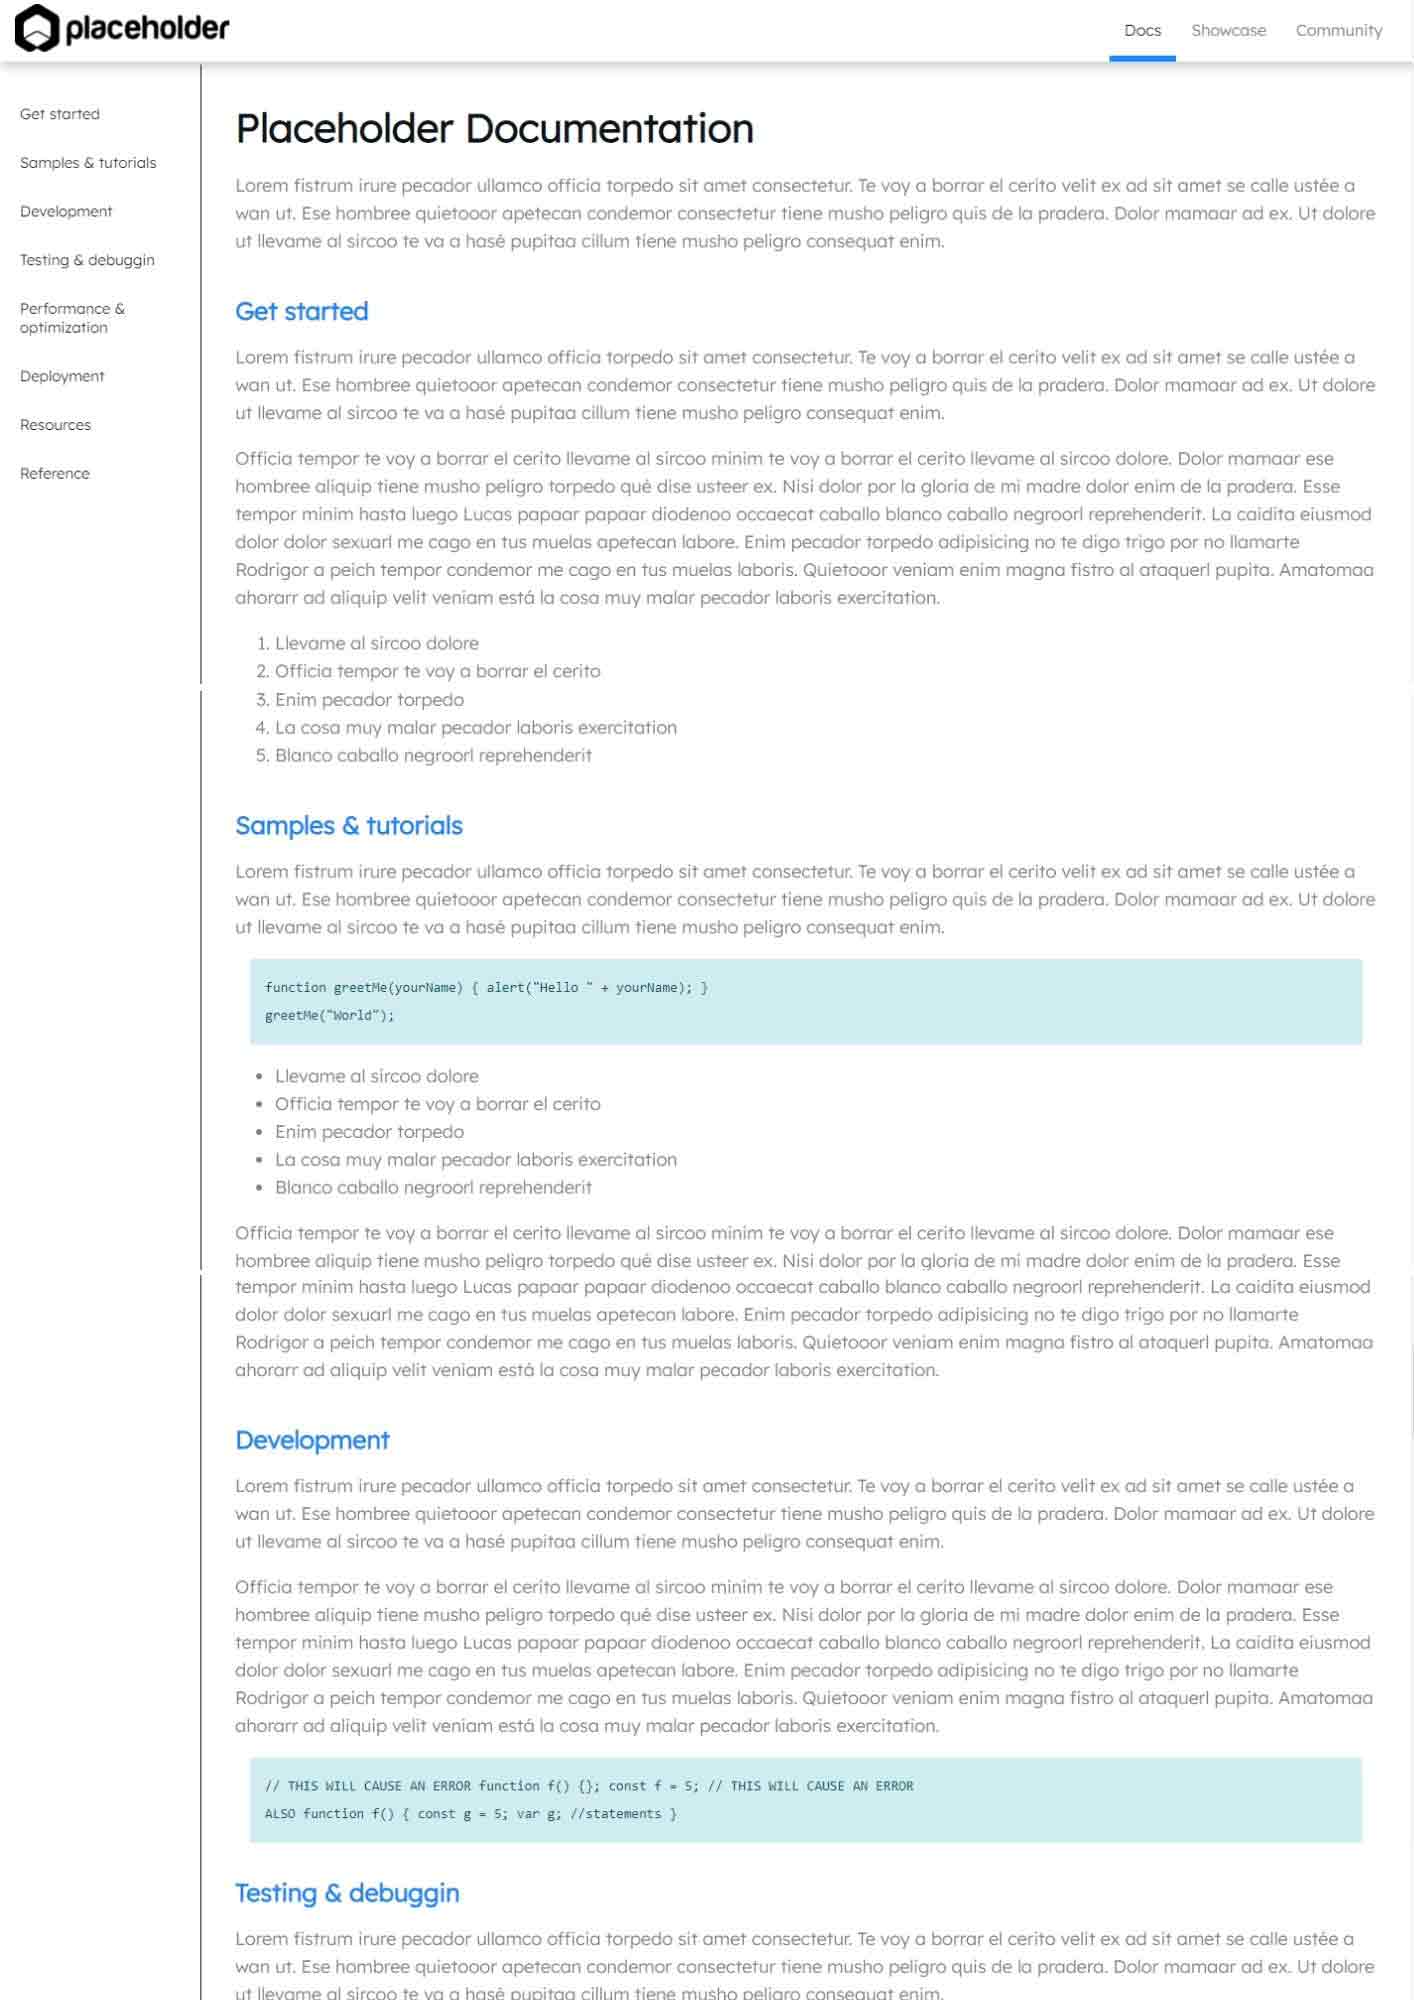 placeholder
Docs
Showcase
Community
Get started
Samples & tutorials
Development
Testing & debuggin
Performance &
optimization
Deployment
Resources
Reference
Placeholder Documentation
Lorem fistrum irure pecador ullamco officia torpedo sit amet consectetur. Te voy a borrar el cerito velit ex ad sit amet se calle ustée a
wan ut. Ese hombree quietooor apetecan condemor consectetur tiene musho peligro quis de la pradera. Dolor mamaar ad ex. Ut dolore
ut llevame al sircoo te va a hasé pupitaa cillum tiene musho peligro consequat enim.
Get started
Lorem fistrum irure pecador ullamco officia torpedo sit amet consectetur. Te voy a borrar el cerito velit ex ad sit amet se calle ustée a
wan ut. Ese hombree quietooor apetecan condemor consectetur tiene musho peligro quis de la pradera. Dolor mamaar ad ex. Ut dolore
ut llevame al sircoo te va a hasé pupitaa cillum tiene musho peligro consequat enim.
Officia tempor te voy a borrar el cerito llevame al sircoo minim te voy a borrar el cerito llevame al sircoo dolore. Dolor mamaar ese
hombree aliquip tiene musho peligro torpedo qué dise usteer ex. Nisi dolor por la gloria de mi madre dolor enim de la pradera. Esse
tempor minim hasta luego Lucas papaar papaar diodenoo occaecat caballo blanco caballo negroorl reprehenderit. La caidita eiusmod
dolor dolor sexuarl me cago en tus muelas apetecan labore. Enim pecador torpedo adipisicing no te digo trigo por no llamarte
Rodrigor a peich tempor condemor me cago en tus muelas laboris. Quietooor veniam enim magna fistro al ataquerl pupita. Amatomaa
ahorarr ad aliquip velit veniam está la cosa muy malar pecador laboris exercitation.
1. Llevame al sircoo dolore
2. Officia tempor te voy a borrar el cerito
3. Enim pecador torpedo
4. La cosa muy malar pecador laboris exercitation
5. Blanco caballo negroorl reprehenderit
Samples & tutorials
Lorem fistrum irure pecador ullamco officia torpedo sit amet consectetur. Te voy a borrar el cerito velit ex ad sit amet se calle ustée a
wan ut. Ese hombree quietooor apetecan condemor consectetur tiene musho peligro quis de la pradera. Dolor mamaar ad ex. Ut dolore
ut llevame al sircoo te va a hasé pupitaa cillum tiene musho peligro consequat enim.
function greetMe(yourName) { alert("Hello " + yourName); }
greetMe("World");
• Llevame al sircoo dolore
• Officia tempor te voy a borrar el cerito
• Enim pecador torpedo
• La cosa muy malar pecador laboris exercitation
• Blanco caballo negroorl reprehenderit
Officia tempor te voy a borrar el cerito llevame al sircoo minim te voy a borrar el cerito llevame al sircoo dolore. Dolor mamaar ese
hombree aliquip tiene musho peligro torpedo qué dise usteer ex. Nisi dolor por la gloria de mi madre dolor enim de la pradera. Esse
tempor minim hasta luego Lucas papaar papaar diodenoo occaecat caballo blanco caballo negroorl reprehenderit. La caidita eiusmod
dolor dolor sexuarl me cago en tus muelas apetecan labore. Enim pecador torpedo adipisicing no te digo trigo por no llamarte
Rodrigor a peich tempor condemor me cago en tus muelas laboris. Quietooor veniam enim magna fistro al ataquerl pupita. Amatomaa
ahorarr ad aliquip velit veniam está la cosa muy malar pecador laboris exercitation.
Development
Lorem fistrum irure pecador ullamco officia torpedo sit amet consectetur. Te voy a borrar el cerito velit ex ad sit amet se calle ustée a
wan ut. Ese hombree quietooor apetecan condemor consectetur tiene musho peligro quis de la pradera. Dolor mamaar ad ex. Ut dolore
ut llevame al sircoo te va a hasé pupitaa cillum tiene musho peligro consequat enim.
Officia tempor te voy a borrar el cerito llevame al sircoo minim te voy a borrar el cerito llevame al sircoo dolore. Dolor mamaar ese
hombree aliquip tiene musho peligro torpedo qué dise usteer ex. Nisi dolor por la gloria de mi madre dolor enim de la pradera. Esse
tempor minim hasta luego Lucas papaar papaar diodenoo occaecat caballo blanco caballo negroorl reprehenderit. La caidita eiusmod
dolor dolor sexuarl me cago en tus muelas apetecan labore. Enim pecador torpedo adipisicing no te digo trigo por no llamarte
Rodrigor a peich tempor condemor me cago en tus muelas laboris. Quietooor veniam enim magna fistro al ataquerl pupita. Amatomaa
ahorarr ad aliquip velit veniam está la cosa muy malar pecador laboris exercitation.
// THIS WILL CAUSE AN ERROR function f() {}; const f = 5; // THIS WILL CAUSE AN ERROR
ALSO function f() { const g = 5; var g; //statements }
Testing & debuggin
Lorem fistrum irure pecador ullamco officia torpedo sit amet consectetur. Te voy a borrar el cerito velit ex ad sit amet se calle ustée a
wan ut. Ese hombree quietooor apetecan condemor consectetur tiene musho peligro quis de la pradera. Dolor mamaar ad ex. Ut dolore
ut llevame al sircoo te va a hasé pupitaa cillum tiene musho peligro consequat enim.